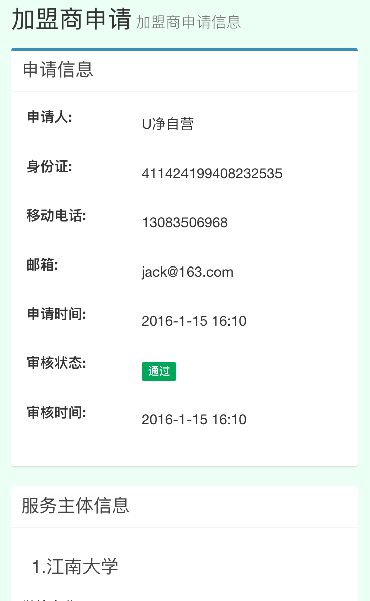 加盟商申请 加盟商申请信息
申请信息
申请人: U净自营
身份证: 411424199408232535
移动电话: 13083506968
邮箱: jack@163.com
申请时间: 2016-1-15 16:10
审核状态: 通过
审核时间: 2016-1-15 16:10
服务主体信息
1.江南大学